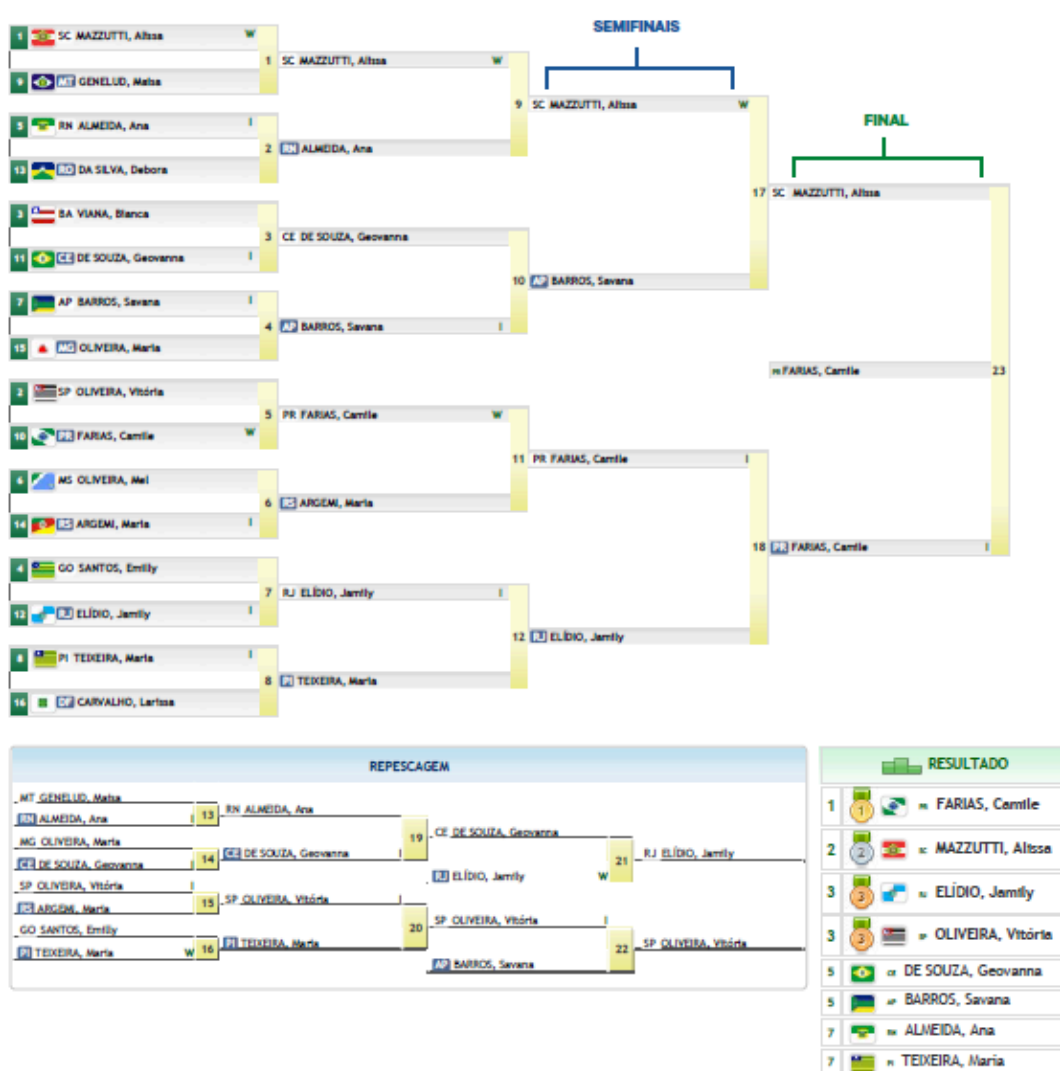 SEMIFINAIS
FINAL
1 SC MAZZUTTI, Alissa W
9 MT GENELUD, Maisa
1 SC MAZZUTTI, Alissa W
5 RN ALMEIDA, Ana I
13 RO DA SILVA, Debora
2 RN ALMEIDA, Ana
9 SC MAZZUTTI, Alissa W
3 BA VIANA, Bianca
11 CE DE SOUZA, Geovanna I
3 CE DE SOUZA, Geovanna
7 AP BARROS, Savana I
15 MG OLIVEIRA, Maria
4 AP BARROS, Savana I
10 AP BARROS, Savana
17 SC MAZZUTTI, Alissa
2 SP OLIVEIRA, Vitória
10 PR FARIAS, Camile W
5 PR FARIAS, Camile W
6 MS OLIVEIRA, Mel
14 RS ARGEMI, Maria I
6 RS ARGEMI, Maria
11 PR FARIAS, Camile I
4 GO SANTOS, Emilly
12 RJ ELÍDIO, Jamily I
7 RJ ELÍDIO, Jamily I
8 PI TEIXEIRA, Maria I
16 DF CARVALHO, Larissa
8 PI TEIXEIRA, Maria
12 RJ ELÍDIO, Jamily
18 PR FARIAS, Camile I
PR FARIAS, Camile 23
REPESCAGEM
MT GENELUD, Maisa
RN ALMEIDA, Ana I
13 RN ALMEIDA, Ana
MG OLIVEIRA, Maria
CE DE SOUZA, Geovanna I
14 CE DE SOUZA, Geovanna I
SP OLIVEIRA, Vitória I
RS ARGEMI, Maria
15 SP OLIVEIRA, Vitória I
GO SANTOS, Emilly
PI TEIXEIRA, Maria W
16 PI TEIXEIRA, Maria
19 CE DE SOUZA, Geovanna
RJ ELÍDIO, Jamily W
21 RJ ELÍDIO, Jamily
20 SP OLIVEIRA, Vitória I
AP BARROS, Savana
22 SP OLIVEIRA, Vitória
RESULTADO
1 1 PR FARIAS, Camile
2 2 SC MAZZUTTI, Alissa
3 3 RJ ELÍDIO, Jamily
3 3 SP OLIVEIRA, Vitória
5 CE DE SOUZA, Geovanna
5 AP BARROS, Savana
7 RN ALMEIDA, Ana
7 PI TEIXEIRA, Maria